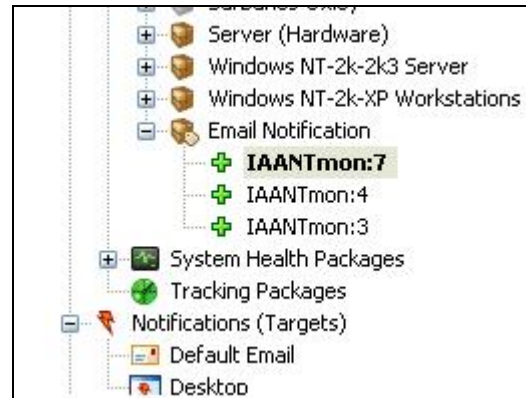 Server (Hardware)
Windows NT-2k-2k3 Server
Windows NT-2k-XP Workstations
Email Notification
IAANTmon:7
IAANTmon:4
IAANTmon:3
System Health Packages
Tracking Packages
Notifications (Targets)
Default Email
Desktop